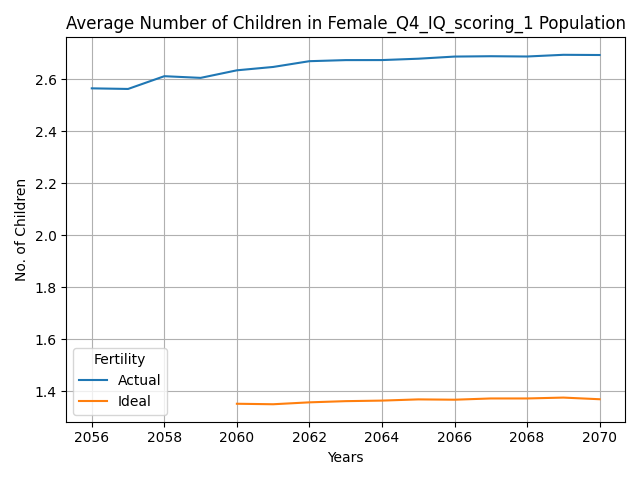 Average Number of Children in Female_Q4_IQ_scoring_1 Population
No. of Children
2.6
2.4
2.2
2.0
1.8
1.6
1.4
Fertility
Actual
Ideal
2056 2058 2060 2062 2064 2066 2068 2070
Years